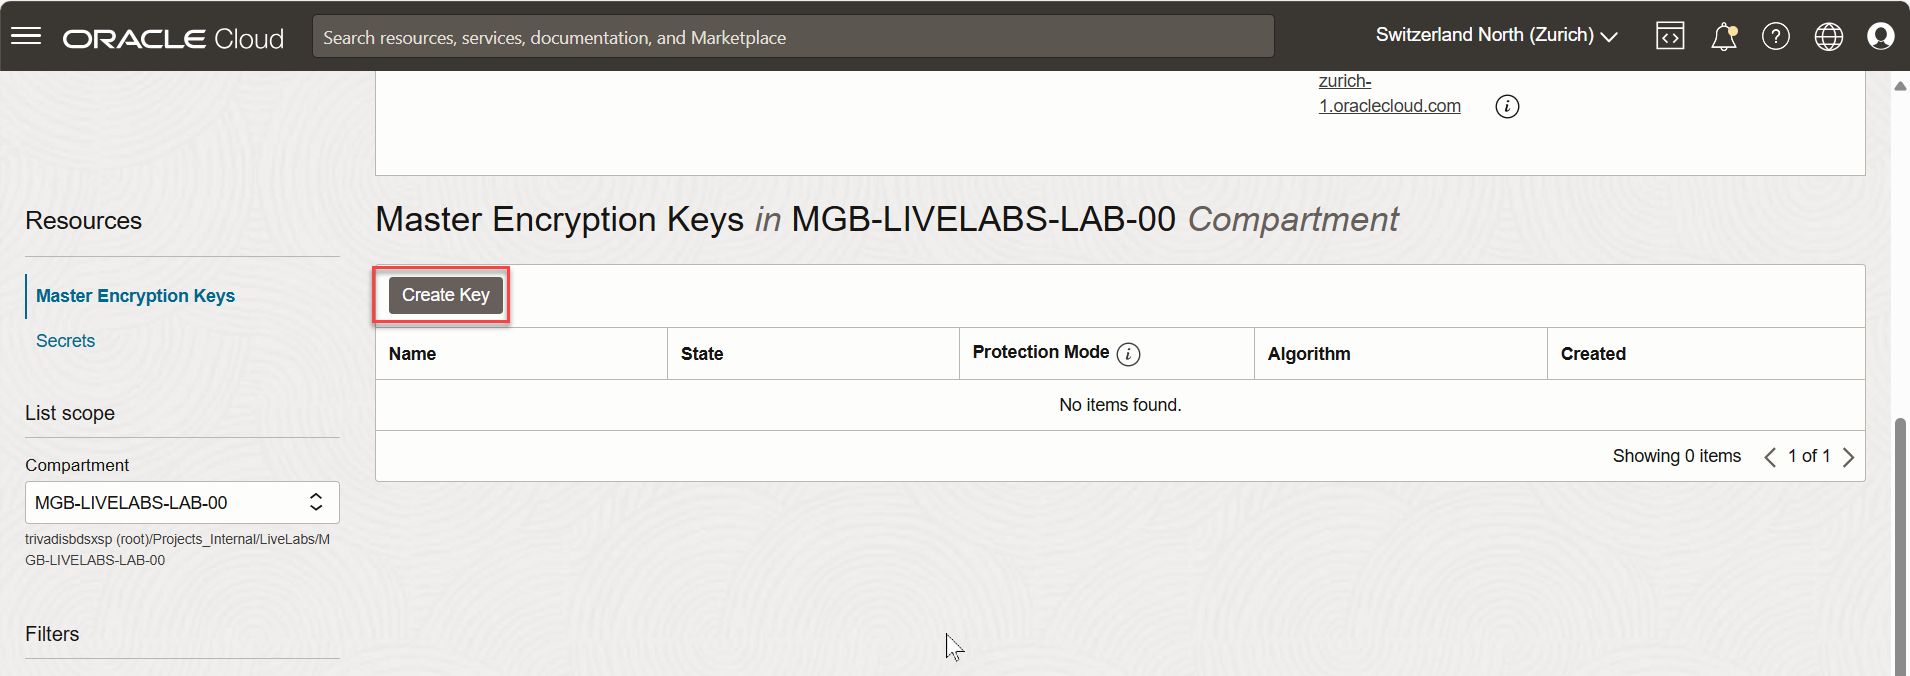 ORACLE Cloud
Search resources, services, documentation, and Marketplace
Switzerland North (Zurich)
zurich-
1.oraclecloud.com
Resources
Master Encryption Keys
Secrets
List scope
Compartment
MGB-LIVELABS-LAB-00
trivadisbdsxsp (root)/Projects_Internal/LiveLabs/M
GB-LIVELABS-LAB-00
Filters
Master Encryption Keys in MGB-LIVELABS-LAB-00 Compartment
Create Key
Name State Protection Mode Algorithm Created
No items found.
Showing 0 items 1 of 1